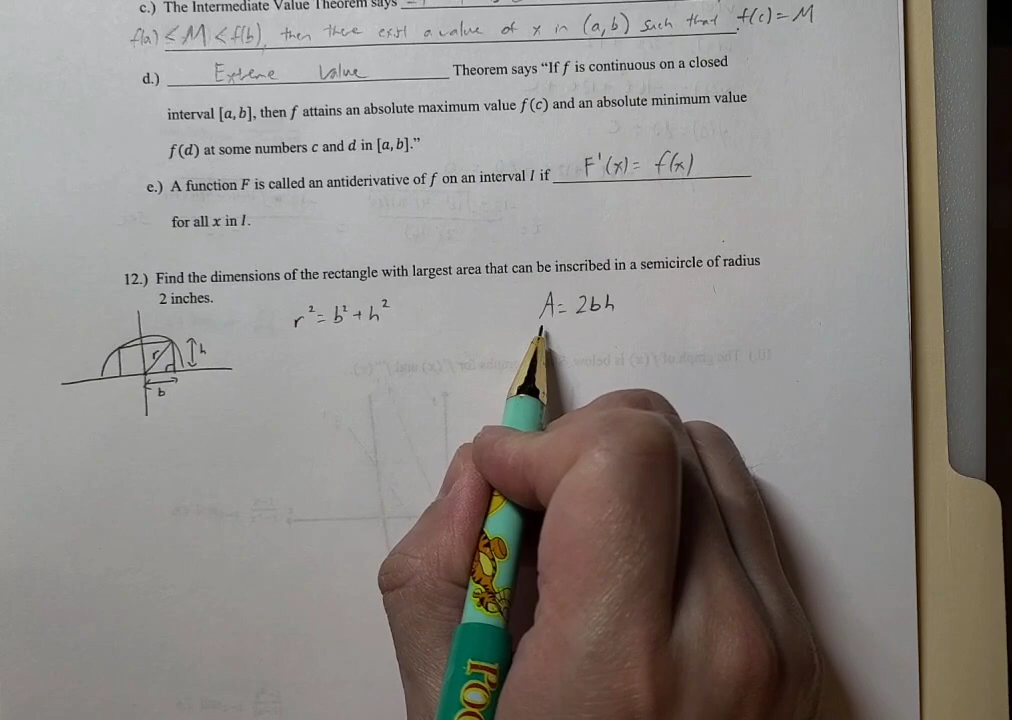 c.) The Intermediate Value Theorem says
f(a) ≤ M < f(b), then there exist a value of x in (a,b) such that f(c) = M
d.) Extreme Value Theorem says “If f is continuous on a closed
interval [a, b], then f attains an absolute maximum value f(c) and an absolute minimum value
f(d) at some numbers c and d in [a, b].”
e.) A function F is called an antiderivative of f on an interval I if F'(x) = f(x)
for all x in I.
12.) Find the dimensions of the rectangle with largest area that can be inscribed in a semicircle of radius
2 inches.
r² = b² + h²
A = 2bh
r
h
b
POO